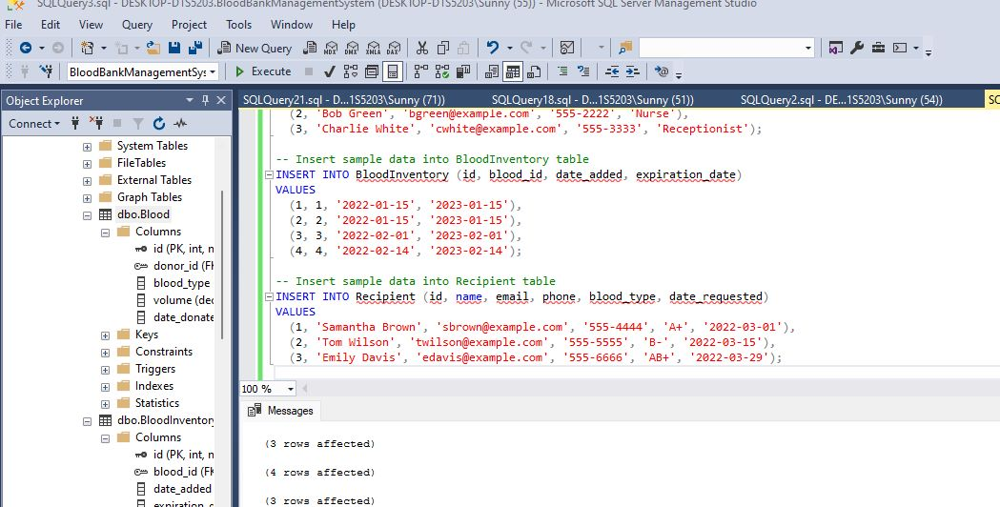 SQLQuery3.sql - DESKTOP-DTS5203.BloodBankManagementSystem (DESKTOP-DTS5203\Sunny (55)) - Microsoft SQL Server Management Studio
File Edit View Query Project Tools Window Help
New Query MDX DMX XMLA DAX
BloodBankManagementSys Execute
Object Explorer
Connect
System Tables
FileTables
External Tables
Graph Tables
dbo.Blood
Columns
id (PK, int, n
donor_id (Fk
blood_type
volume (dec
date_donate
Keys
Constraints
Triggers
Indexes
Statistics
dbo.BloodInventory
Columns
id (PK, int, n
blood_id (Fk
date_added
expiration_d
SQLQuery21.sql - D...1S5203\Sunny (71)) SQLQuery18.sql - D...1S5203\Sunny (51)) SQLQuery2.sql - DE...1S5203\Sunny (54)) SC
(2, 'Bob Green', 'bgreen@example.com', '555-2222', 'Nurse'),
(3, 'Charlie White', 'cwhite@example.com', '555-3333', 'Receptionist');
-- Insert sample data into BloodInventory table
INSERT INTO BloodInventory (id, blood_id, date_added, expiration_date)
VALUES
(1, 1, '2022-01-15', '2023-01-15'),
(2, 2, '2022-01-15', '2023-01-15'),
(3, 3, '2022-02-01', '2023-02-01'),
(4, 4, '2022-02-14', '2023-02-14');
-- Insert sample data into Recipient table
INSERT INTO Recipient (id, name, email, phone, blood_type, date_requested)
VALUES
(1, 'Samantha Brown', 'sbrown@example.com', '555-4444', 'A+', '2022-03-01'),
(2, 'Tom Wilson', 'twilson@example.com', '555-5555', 'B-', '2022-03-15'),
(3, 'Emily Davis', 'edavis@example.com', '555-6666', 'AB+', '2022-03-29');
100 %
Messages
(3 rows affected)
(4 rows affected)
(3 rows affected)